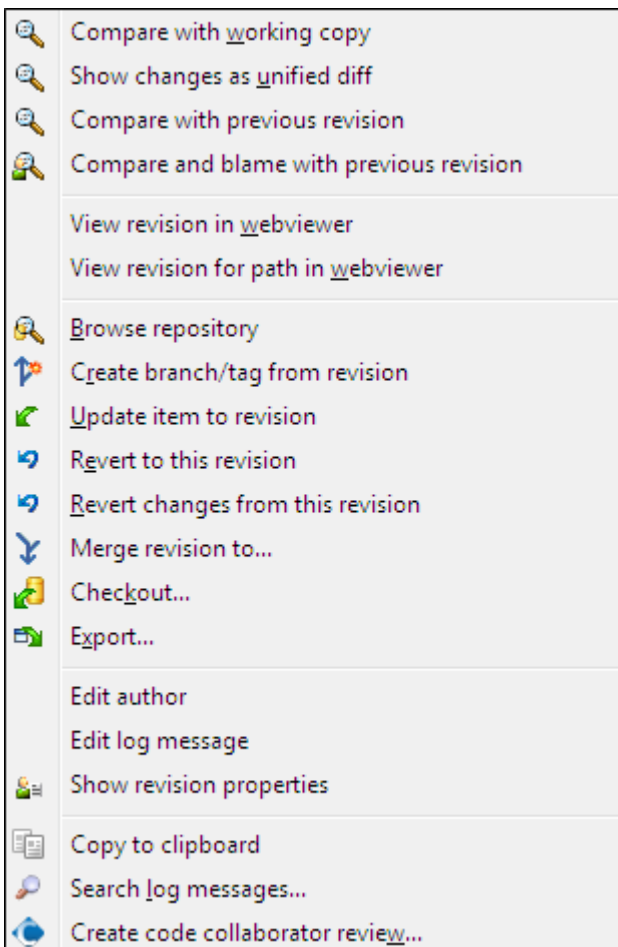 Compare with working copy
Show changes as unified diff
Compare with previous revision
Compare and blame with previous revision
View revision in webviewer
View revision for path in webviewer
Browse repository
Create branch/tag from revision
Update item to revision
Revert to this revision
Revert changes from this revision
Merge revision to...
Checkout...
Export...
Edit author
Edit log message
Show revision properties
Copy to clipboard
Search log messages...
Create code collaborator review...